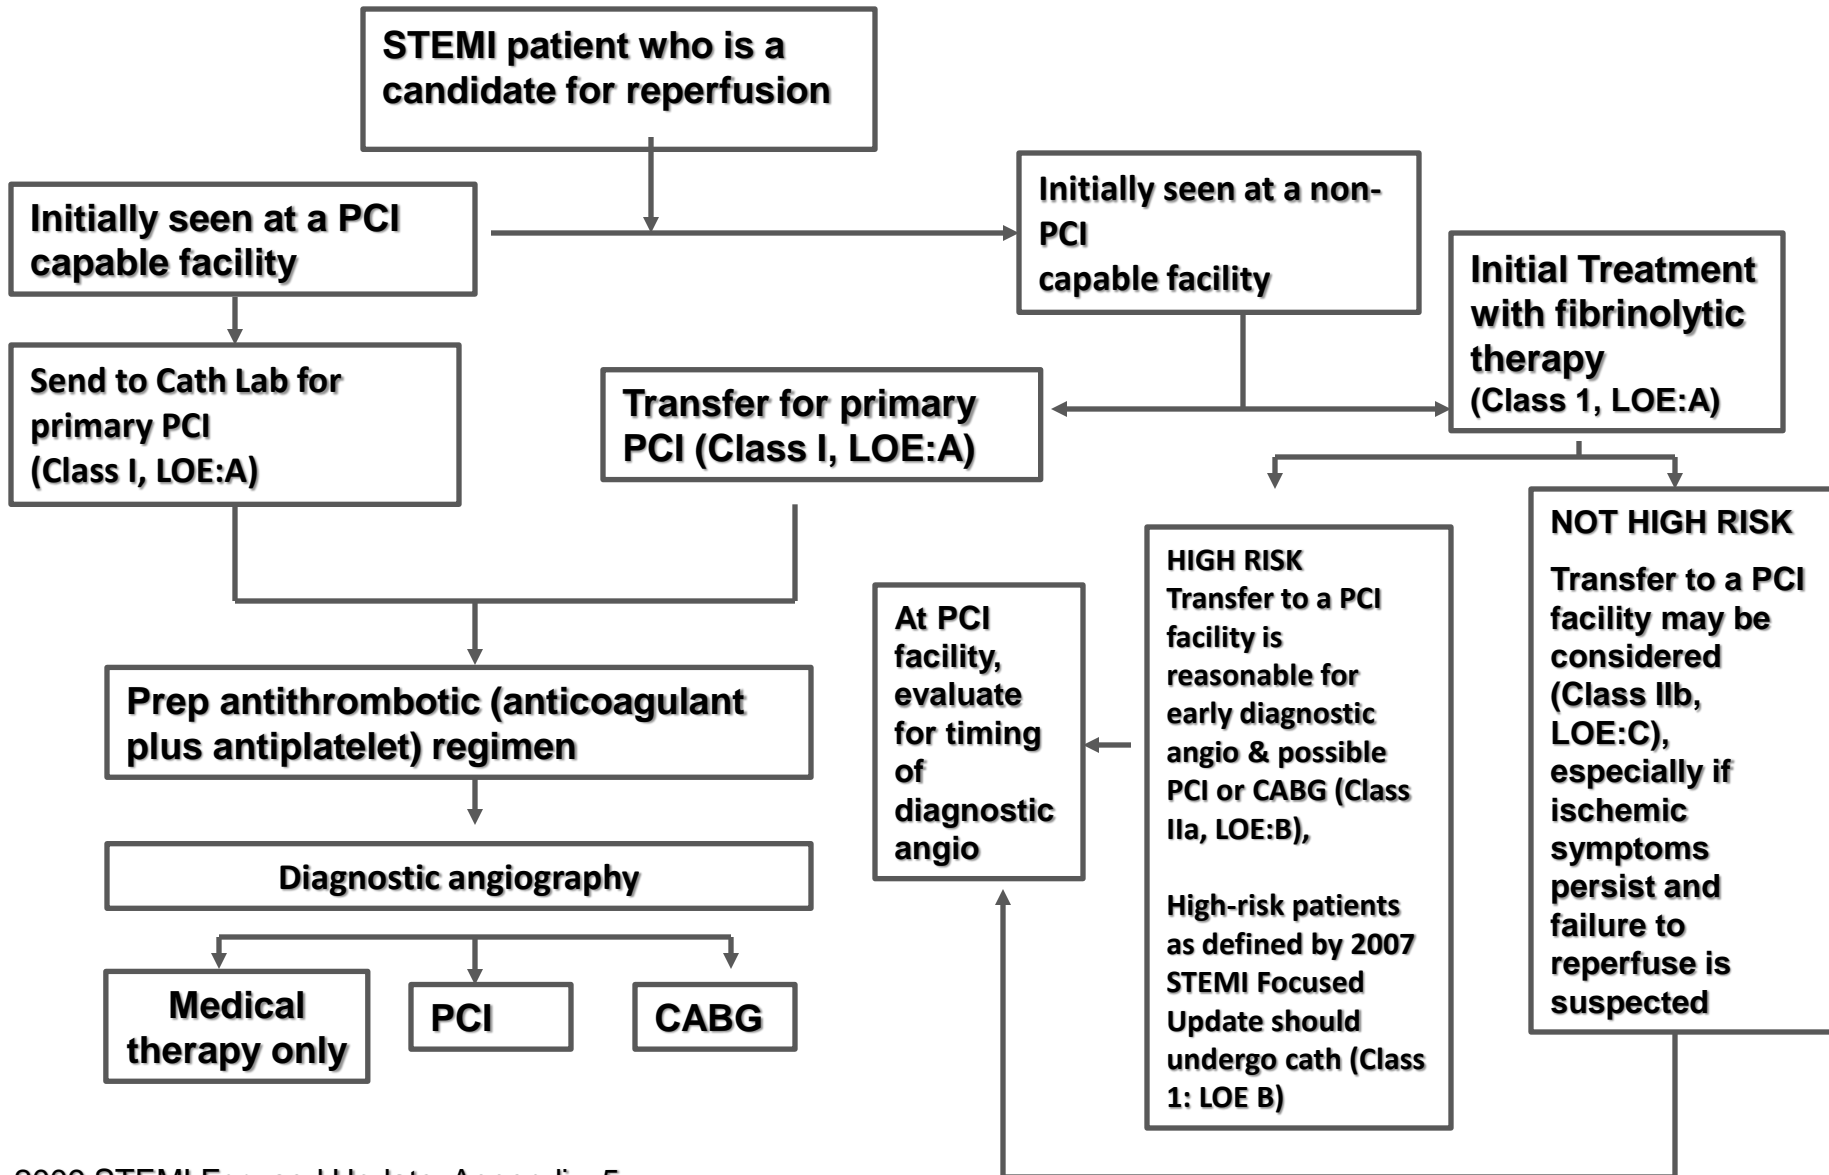 STEMI patient who is a
candidate for reperfusion
Initially seen at a PCI
capable facility
Initially seen at a non-
PCI
capable facility
Initial Treatment
with fibrinolytic
therapy
(Class 1, LOE:A)
Send to Cath Lab for
primary PCI
(Class I, LOE:A)
Transfer for primary
PCI (Class I, LOE:A)
NOT HIGH RISK
Transfer to a PCI
facility may be
considered
(Class IIb,
LOE:C),
especially if
ischemic
symptoms
persist and
failure to
reperfuse is
suspected
HIGH RISK
Transfer to a PCI
facility is
reasonable for
early diagnostic
angio & possible
PCI or CABG (Class
IIa, LOE:B),
High-risk patients
as defined by 2007
STEMI Focused
Update should
undergo cath (Class
1: LOE B)
At PCI
facility,
evaluate
for timing
of
diagnostic
angio
Prep antithrombotic (anticoagulant
plus antiplatelet) regimen
Diagnostic angiography
Medical
therapy only
PCI
CABG
2009 STEMI Focused Update. Appendix 5